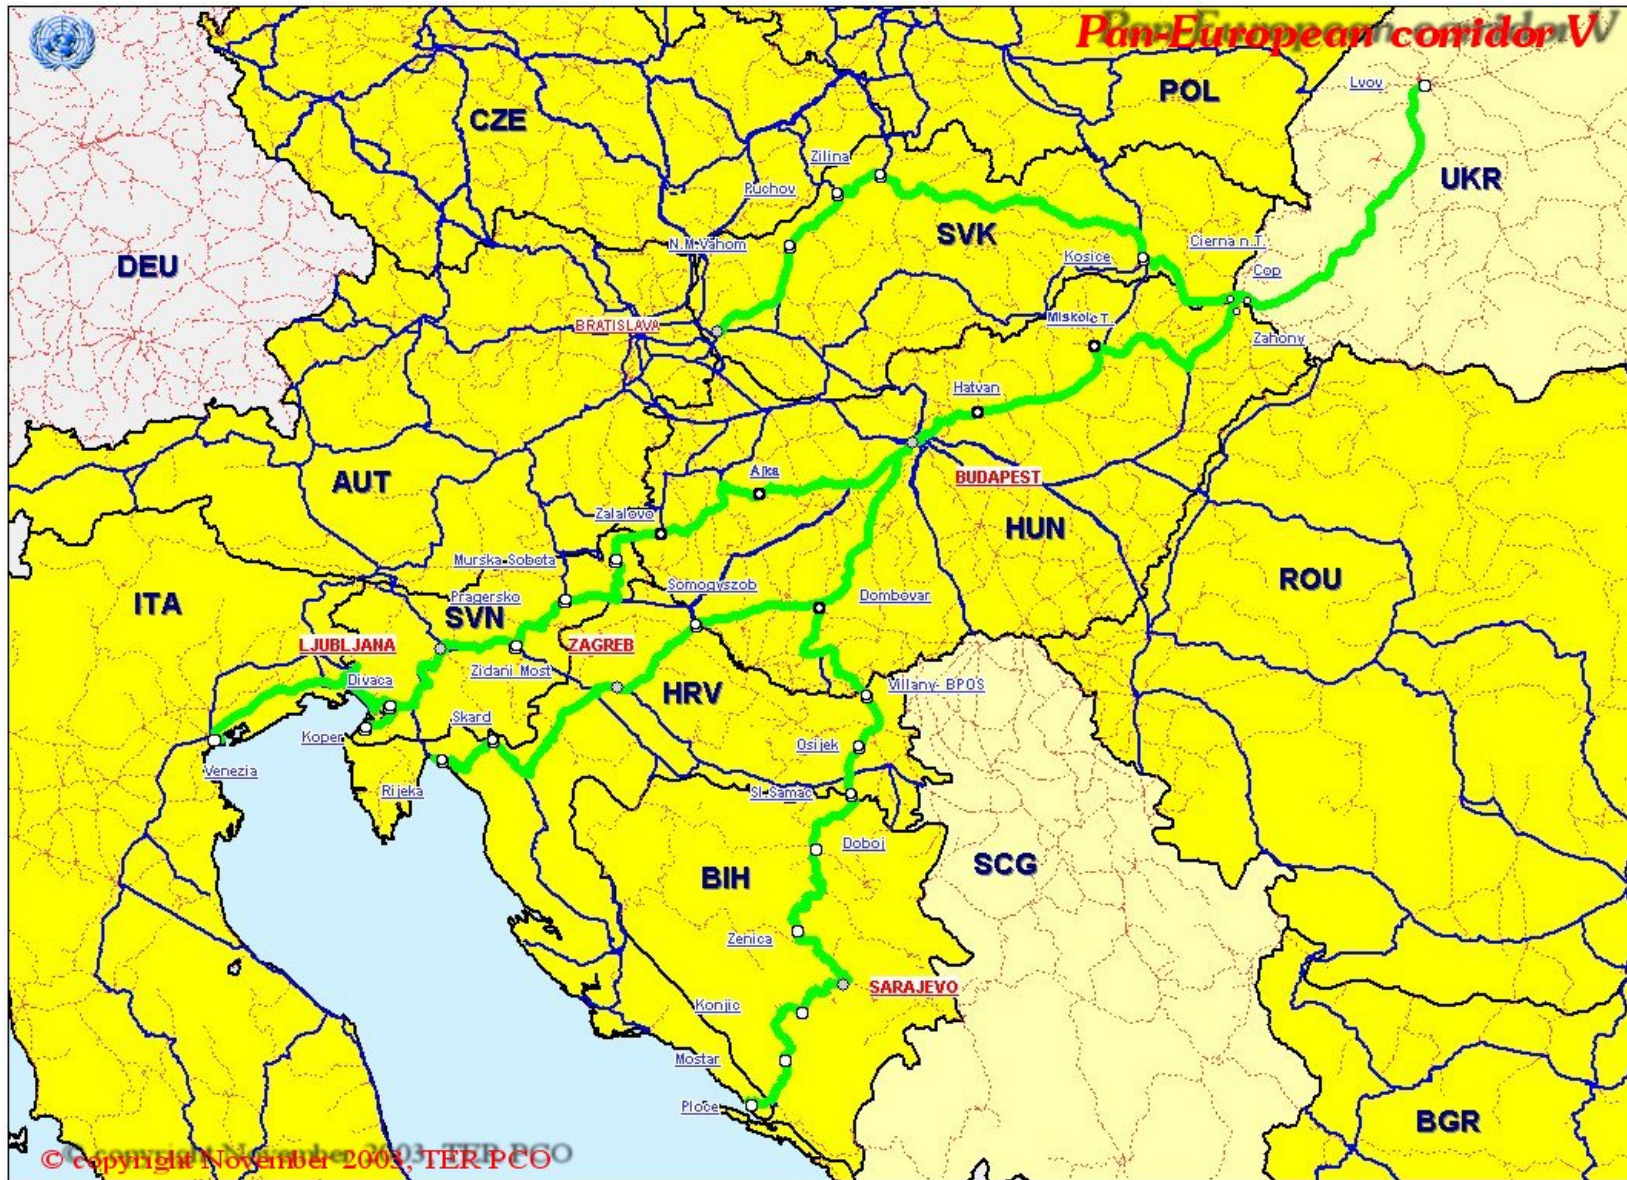 Pan-European corridor V
Lvov
POL
CZE
Zilina
UKR
Puchov
SVK
N.M.Vahom
Cierna n.T.
Kosice
DEU
Cop
BRATISLAVA
Miskolc T.
Zahony
Hatvan
Ajka
BUDAPEST
AUT
Zalalovo
HUN
Murska Sobota
Somogyszob
ROU
Pragersko
Dombovar
ITA
SVN
LJUBLJANA
ZAGREB
Zidani Most
Divaca
HRV
Villany- BPOS
Skard
Koper
Osijek
Venezia
Rijeka
Sl.Samac
Doboj
SCG
BIH
Zenica
SARAJEVO
Konjic
Mostar
Ploce
BGR
© copyright November 2003, TER PCO